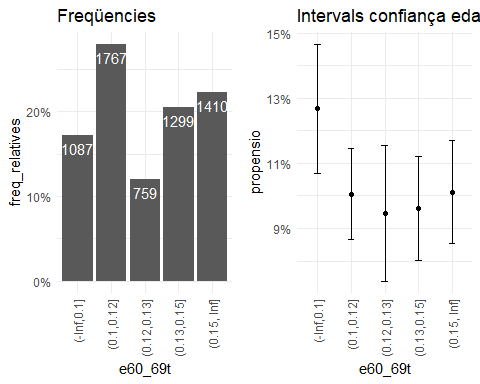 Freqüencies
freq_relatives
20%
10%
0%
1087
1767
759
1299
1410
(-Inf,0.1]
(0.1,0.12]
(0.12,0.13]
(0.13,0.15]
(0.15, Inf]
e60_69t
Intervals confiança eda
propensio
15%
13%
11%
9%
(-Inf,0.1]
(0.1,0.12]
(0.12,0.13]
(0.13,0.15]
(0.15, Inf]
e60_69t